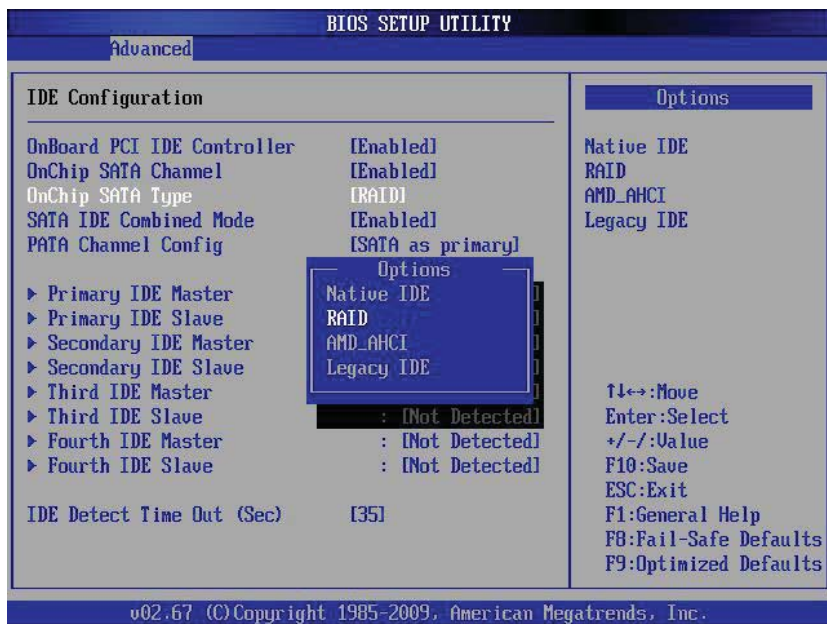 BIOS SETUP UTILITY
Advanced
IDE Configuration
OnBoard PCI IDE Controller [Enabled]
OnChip SATA Channel [Enabled]
OnChip SATA Type [RAID]
SATA IDE Combined Mode [Enabled]
PATA Channel Config [SATA as primary]
▶ Primary IDE Master
▶ Primary IDE Slave
▶ Secondary IDE Master
▶ Secondary IDE Slave
▶ Third IDE Master
▶ Third IDE Slave : [Not Detected]
▶ Fourth IDE Master : [Not Detected]
▶ Fourth IDE Slave : [Not Detected]
IDE Detect Time Out (Sec) [35]
Options
Native IDE
RAID
AMD_AHCI
Legacy IDE
Options
Native IDE
RAID
AMD_AHCI
Legacy IDE
↑↓←→:Move
Enter:Select
+/-/:Value
F10:Save
ESC:Exit
F1:General Help
F8:Fail-Safe Defaults
F9:Optimized Defaults
v02.67 (C)Copyright 1985-2009, American Megatrends, Inc.